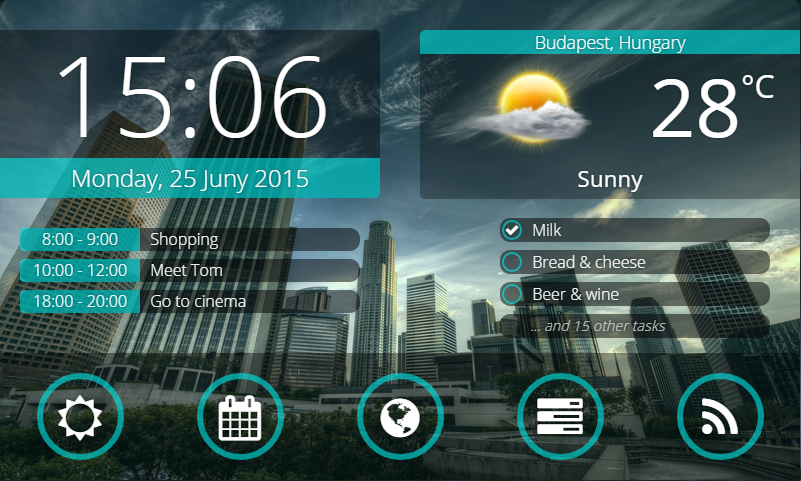 15:06
Monday, 25 Juny 2015
Budapest, Hungary
28°C
Sunny
8:00 - 9:00 Shopping
10:00 - 12:00 Meet Tom
18:00 - 20:00 Go to cinema
Milk
Bread & cheese
Beer & wine
... and 15 other tasks